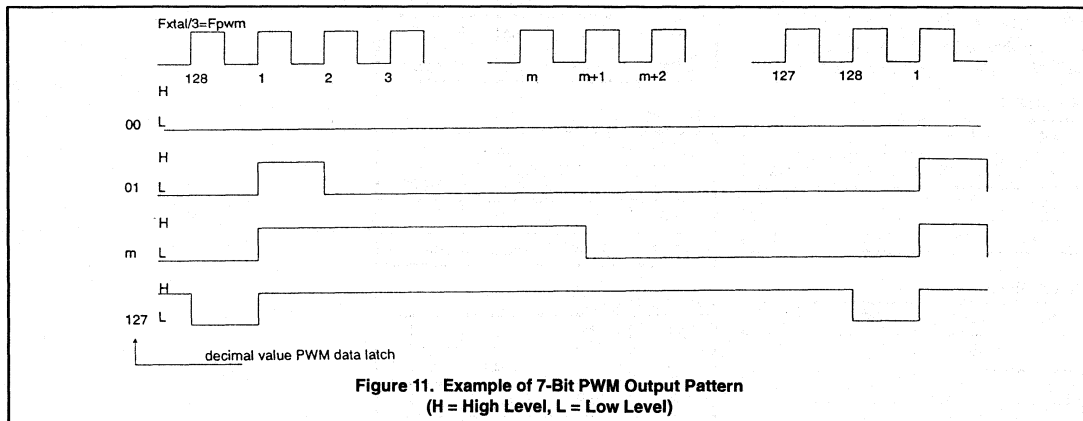 Fxtal/3=Fpwm
128 1 2 3 m m+1 m+2 127 128 1
H
00 L
H
01 L
H
m L
H
127 L
decimal value PWM data latch
Figure 11. Example of 7-Bit PWM Output Pattern
(H = High Level, L = Low Level)